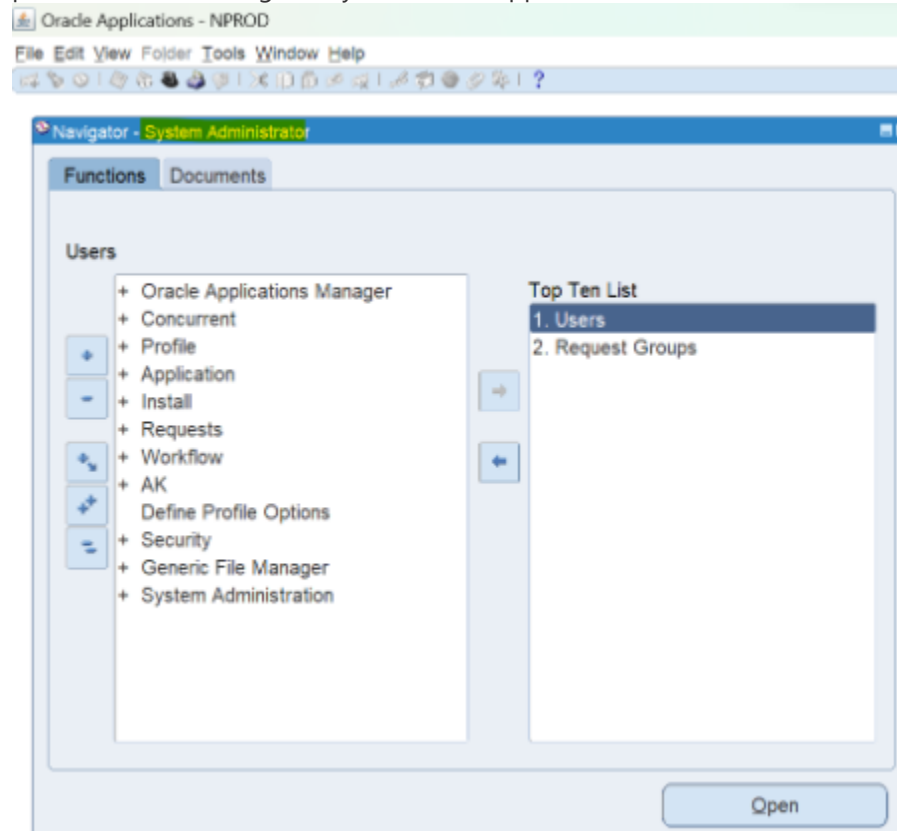 Oracle Applications - NPROD
File Edit View Folder Tools Window Help
?
Navigator - System Administrator
Functions Documents
Users
+ Oracle Applications Manager
+ Concurrent
+ Profile
+ Application
+ Install
+ Requests
+ Workflow
+ AK
Define Profile Options
+ Security
+ Generic File Manager
+ System Administration
Top Ten List
1. Users
2. Request Groups
Open